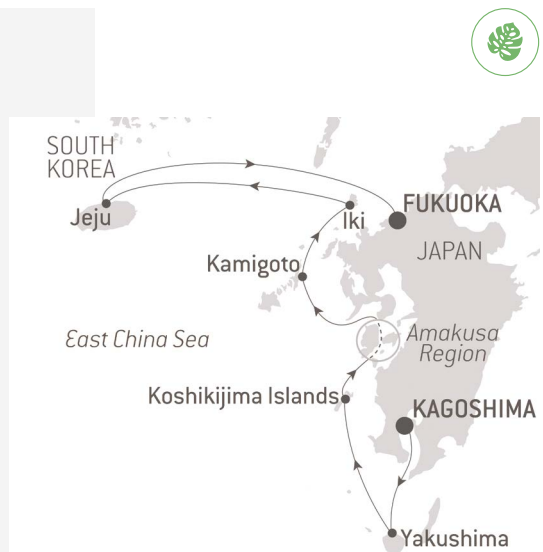 SOUTH
KOREA
FUKUOKA
Jeju
Iki
JAPAN
Kamigoto
East China Sea
Amakusa
Region
Koshikijima Islands
KAGOSHIMA
Yakushima